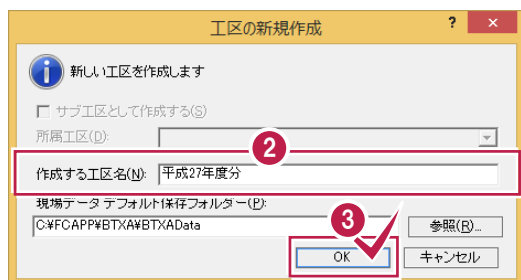 工区の新規作成
? ×
新しい工区を作成します
サブ工区として作成する(S)
所属工区(D):
2
作成する工区名(N): 平成27年度分
現場データ デフォルト保存フォルダー(P):
3
C:¥FCAPP¥BTXA¥BTXAData 参照(R)...
OK キャンセル